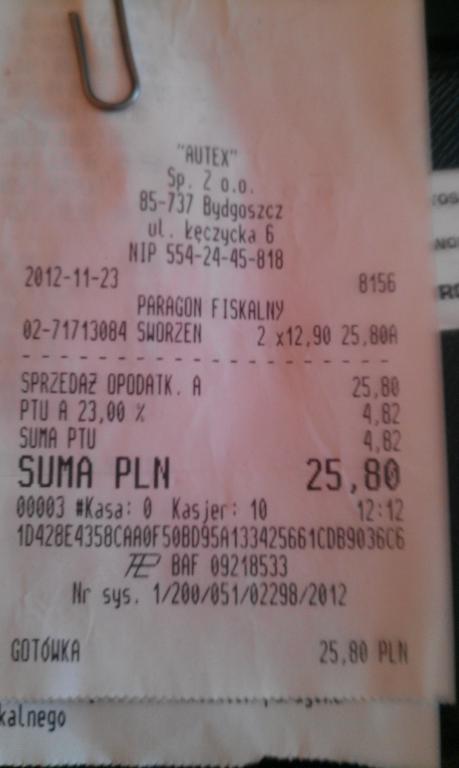 "AUTEX"
Sp. Z o.o.
85-737 Bydgoszcz
ul. Łęczycka 6
NIP 554-24-45-818
2012-11-23 8156
PARAGON FISKALNY
02-71713084 SWORZEN 2 x12,90 25,80A
- - - - - - - - - - - - - - - - - - - -
SPRZEDAŻ OPODATK. A 25,80
PTU A 23,00 % 4,82
SUMA PTU 4,82
SUMA PLN 25,80
00003 #Kasa: 0 Kasjer: 10 12:12
1D428E4358CAA0F50BD95A133425661CDB9036C6
BAF 09218533
Nr sys. 1/200/051/02298/2012
GOTÓWKA 25,80 PLN
kalnego